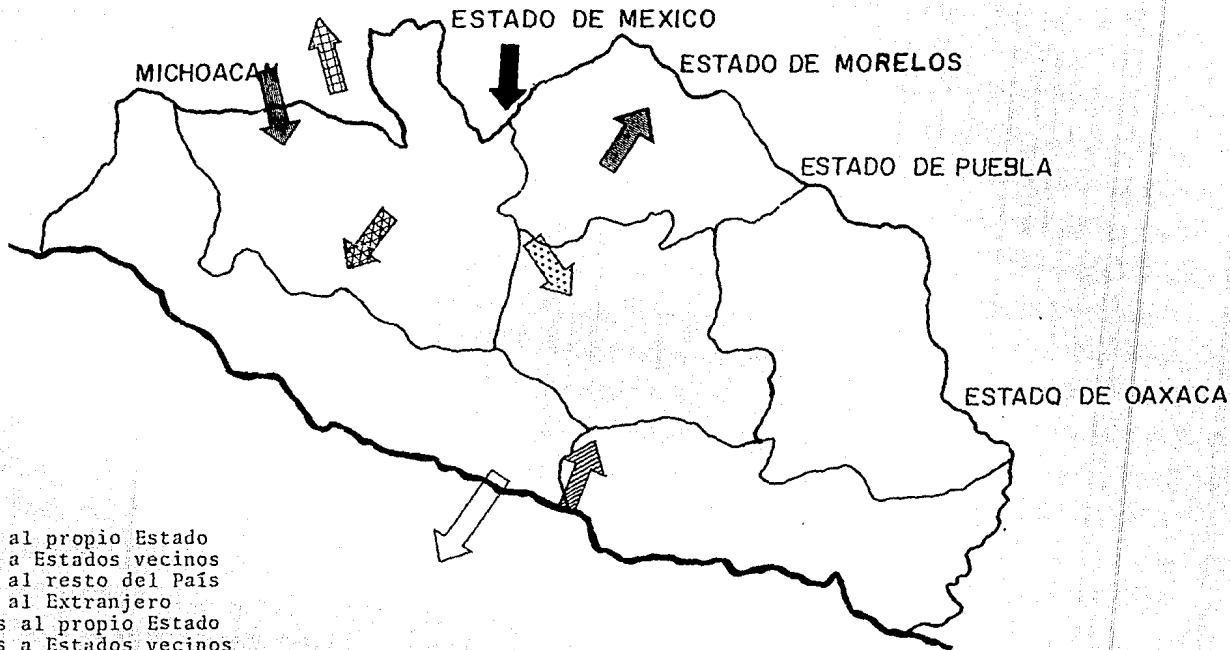 ESTADO DE MEXICO
MICHOACAN
ESTADO DE MORELOS
ESTADO DE PUEBLA
ESTADO DE OAXACA
al propio Estado
a Estados vecinos
al resto del País
al Extranjero
s al propio Estado
s a Estados vecinos